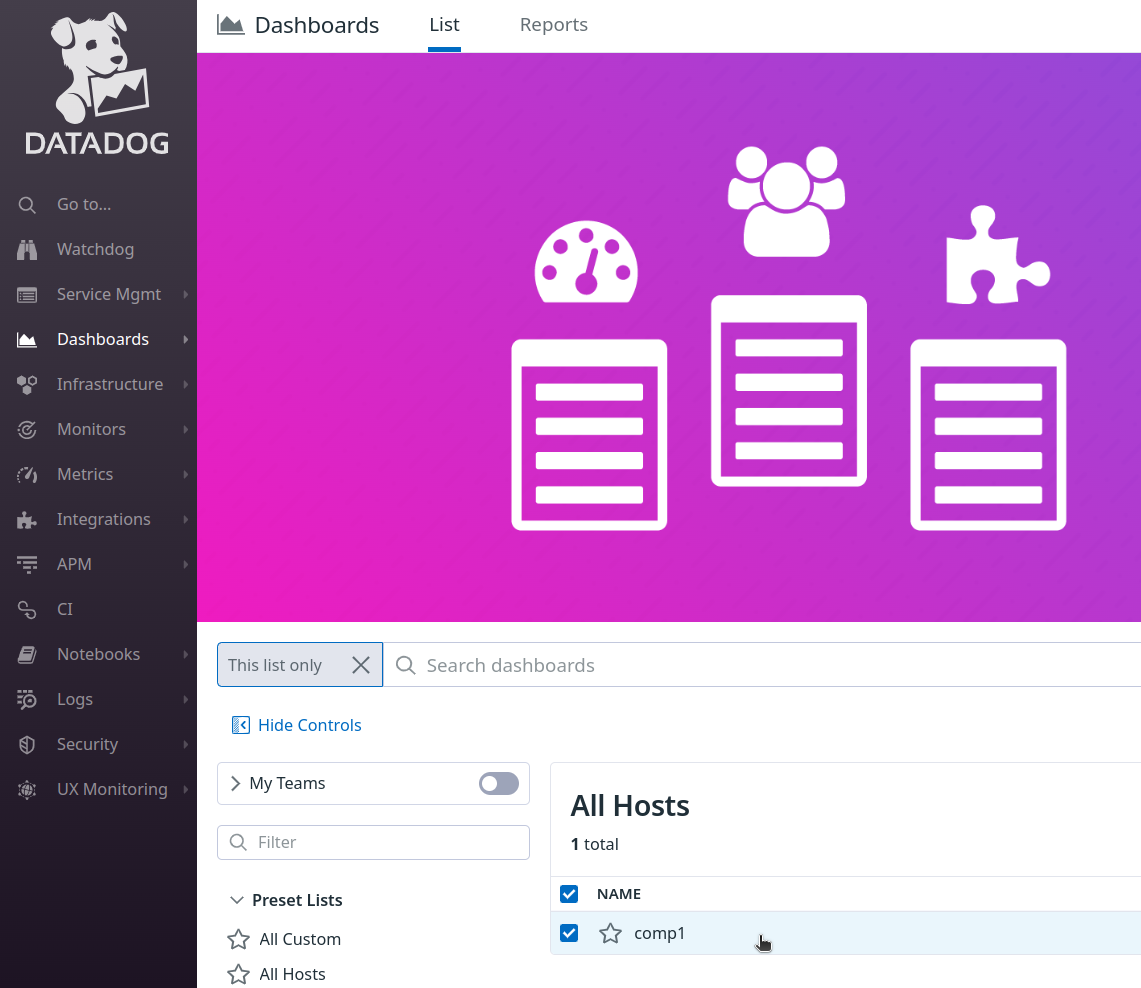 DATADOG
Go to...
Watchdog
Service Mgmt
Dashboards
Infrastructure
Monitors
Metrics
Integrations
APM
CI
Notebooks
Logs
Security
UX Monitoring
Dashboards List Reports
This list only Search dashboards
Hide Controls
My Teams
Filter
Preset Lists
All Custom
All Hosts
All Hosts
1 total
NAME
comp1